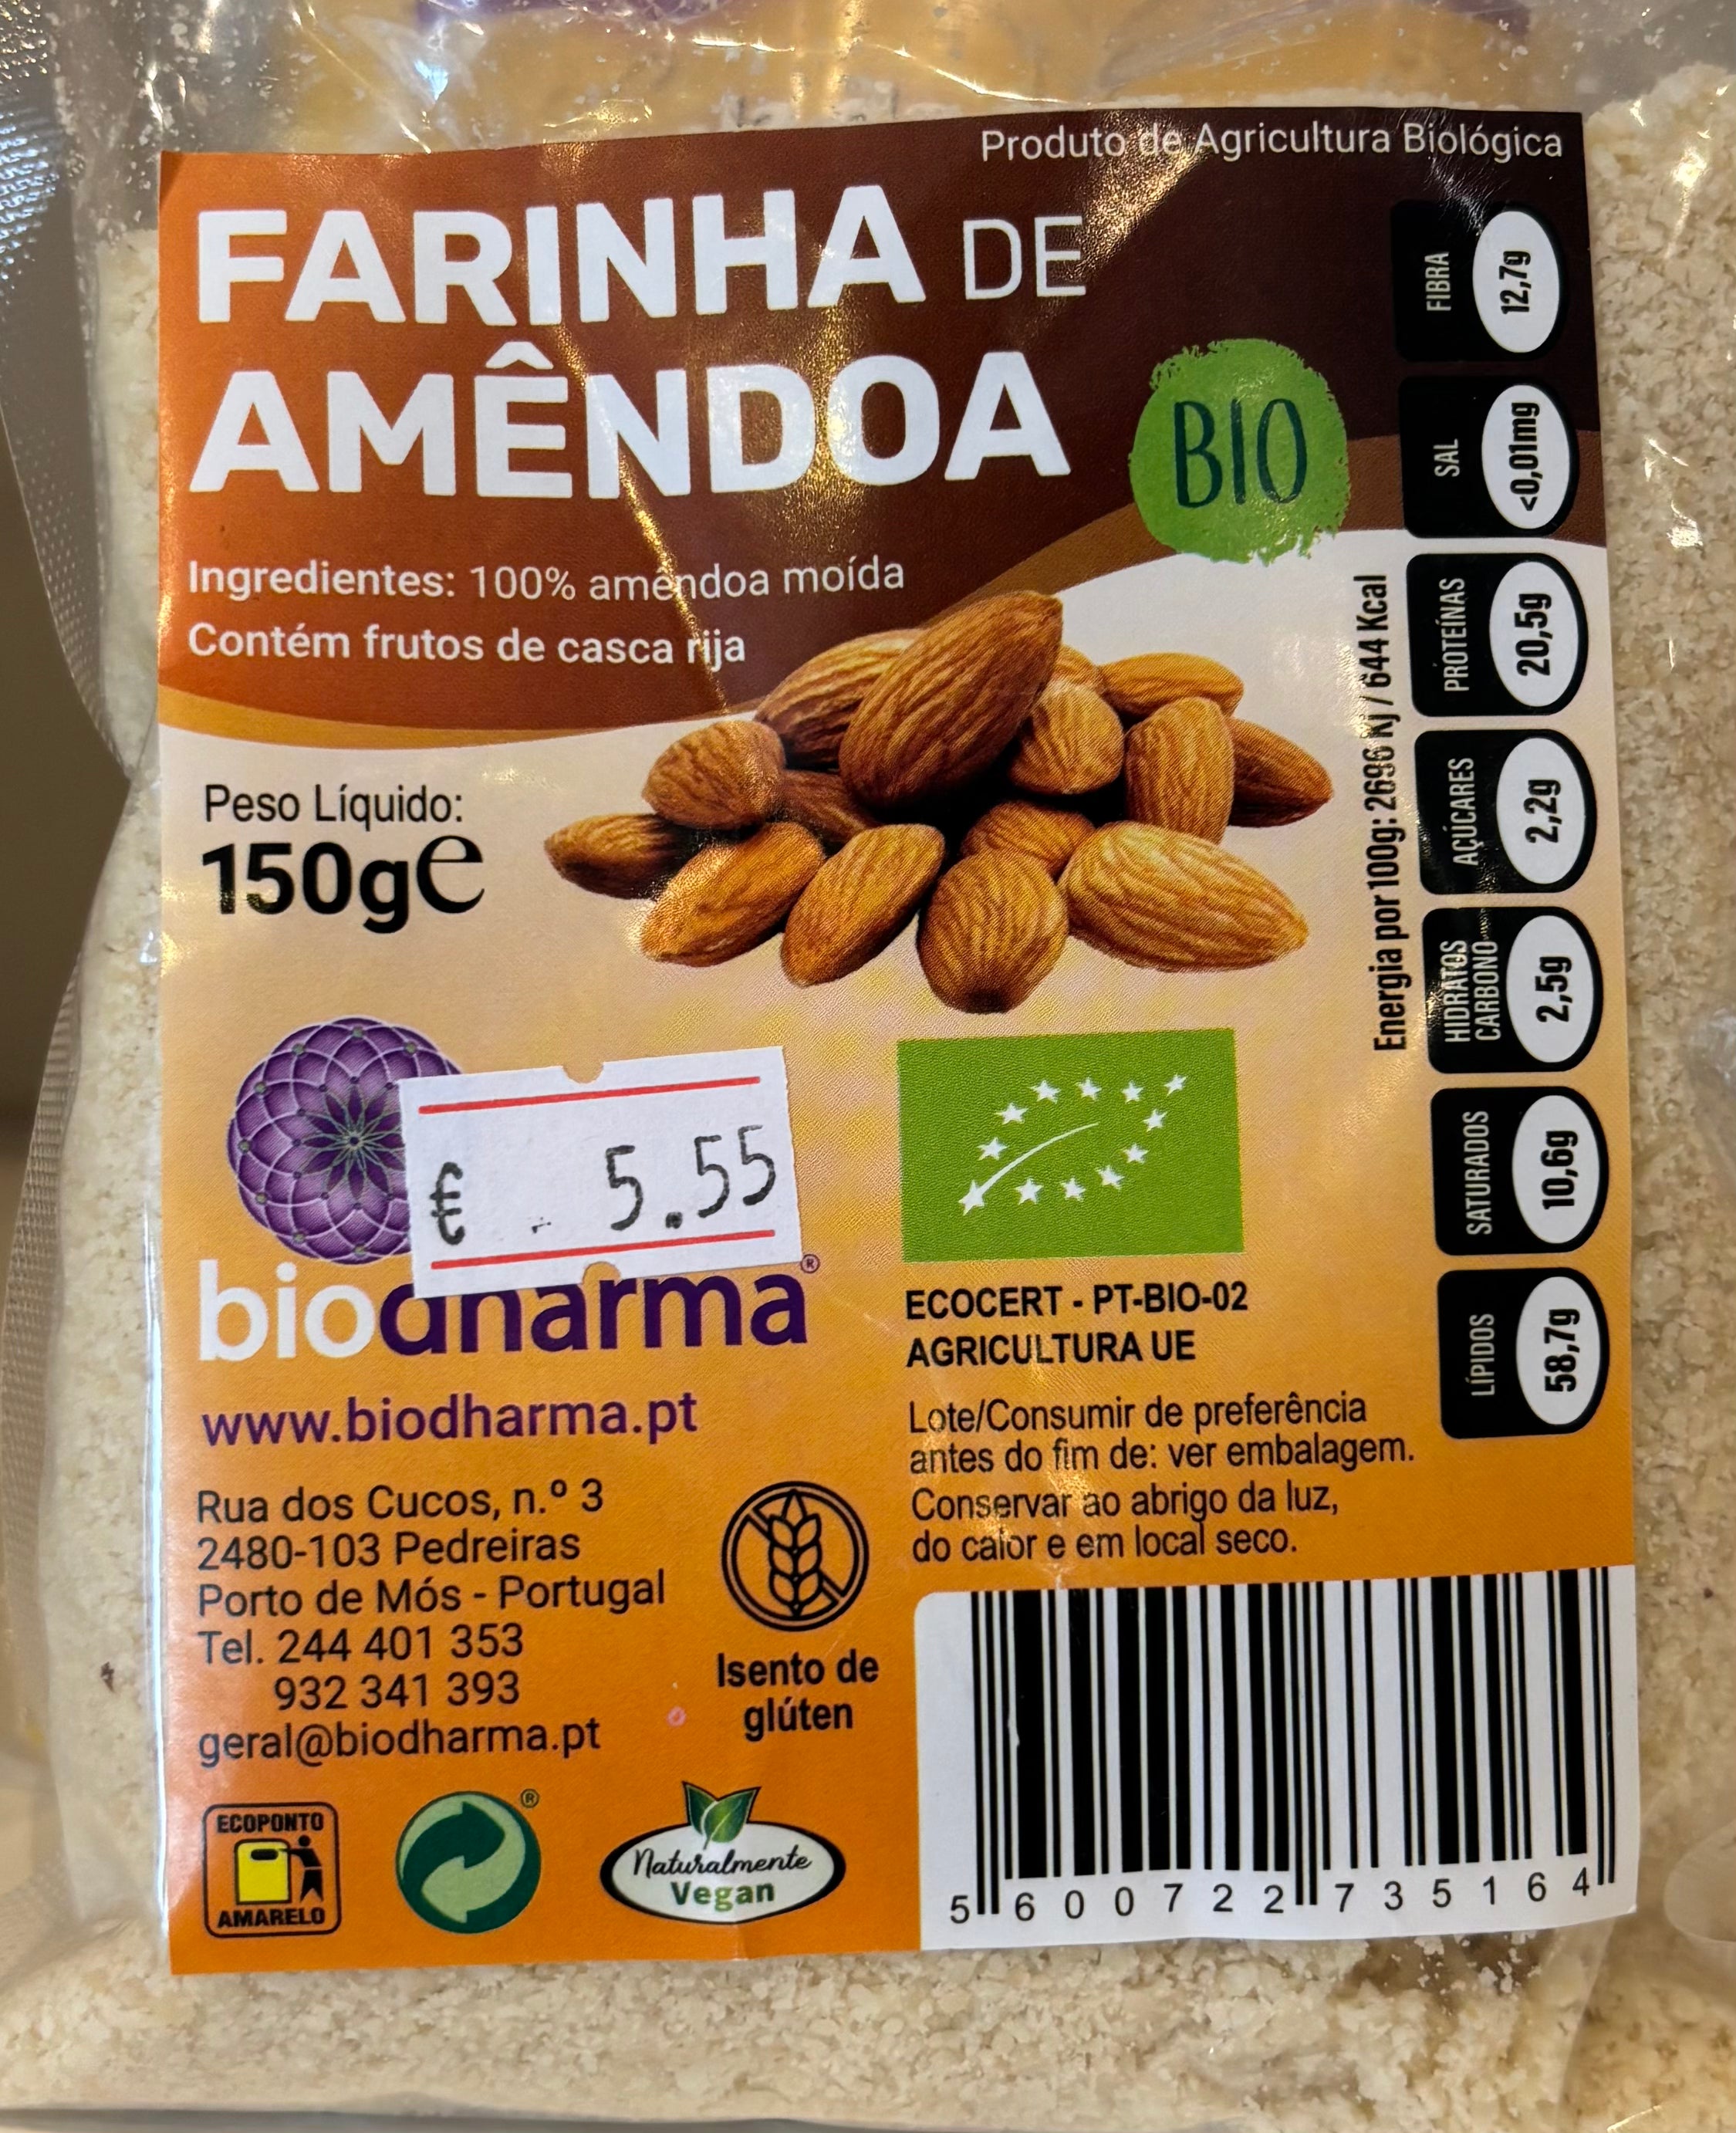 Produto de Agricultura Biológica
FARINHA DE
AMÊNDOA
BIO
Ingredientes: 100% amêndoa moída
Contém frutos de casca rija
Peso Líquido:
150g℮
€ 5.55
biodharma®
www.biodharma.pt
Rua dos Cucos, n.º 3
2480-103 Pedreiras
Porto de Mós - Portugal
Tel. 244 401 353
932 341 393
geral@biodharma.pt
ECOPONTO
AMARELO
®
Naturalmente
Vegan
Isento de
glúten
ECOCERT - PT-BIO-02
AGRICULTURA UE
Lote/Consumir de preferência
antes do fim de: ver embalagem.
Conservar ao abrigo da luz,
do calor e em local seco.
5 600722 735164
Energia por 100g: 2696 Kj / 644 Kcal
LÍPIDOS 58,7g
SATURADOS 10,6g
HIDRATOS
CARBONO 2,5g
AÇÚCARES 2,2g
PROTEÍNAS 20,5g
SAL <0,01mg
FIBRA 12,7g